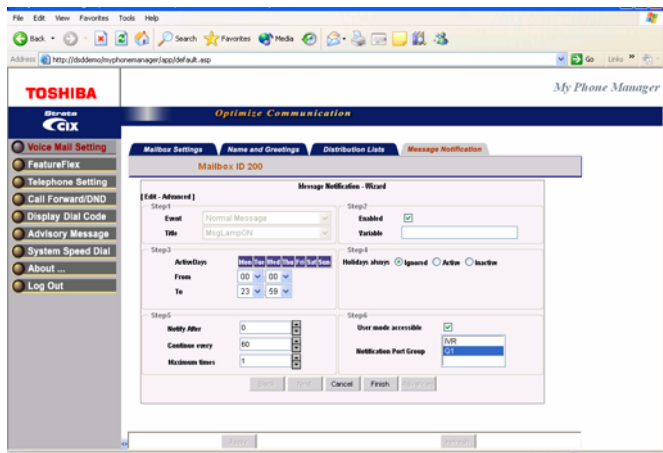 File Edit View Favorites Tools Help
Back Search Favorites Media
Address http://dsddemo/myphonemanager/app/default.asp Go Links »
TOSHIBA
My Phone Manager
Strata CIX
Optimize Communication
Voice Mail Setting
FeatureFlex
Telephone Setting
Call Forward/DND
Display Dial Code
Advisory Message
System Speed Dial
About ...
Log Out
Mailbox Settings Name and Greetings Distribution Lists Message Notification
Mailbox ID 200
Message Notification - Wizard
[ Edit - Advanced ]
Step1
Event Normal Message
Title MsgLampON
Step2
Enabled
Variable
Step3
ActiveDays Mon Tue Wed Thu Fri Sat Sun
From 00 : 00
To 23 : 59
Step4
Holidays always Ignored Active Inactive
Step5
Notify After 0
Continue every 60
Maximum times 1
Step6
User mode accessible
Notification Port Group IVR
Q1
Back Next Cancel Finish Advanced
Apply Refresh